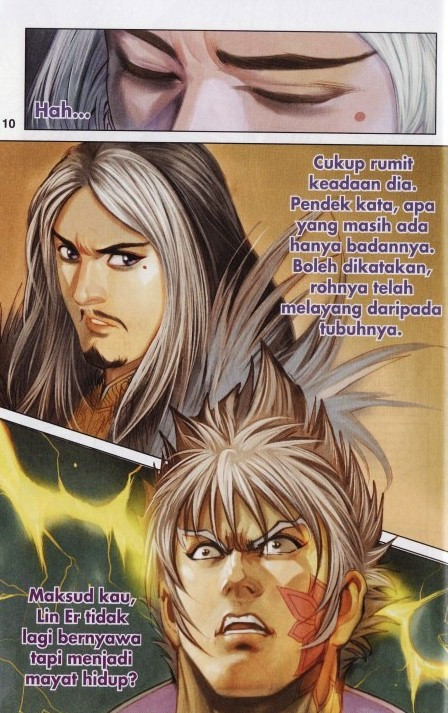 Hah...
10
Cukup rumit
keadaan dia.
Pendek kata, apa
yang masih ada
hanya badannya.
Boleh dikatakan,
rohnya telah
melayang daripada
tubuhnya.
Maksud kau,
Lin Er tidak
lagi bernyawa
tapi menjadi
mayat hidup?